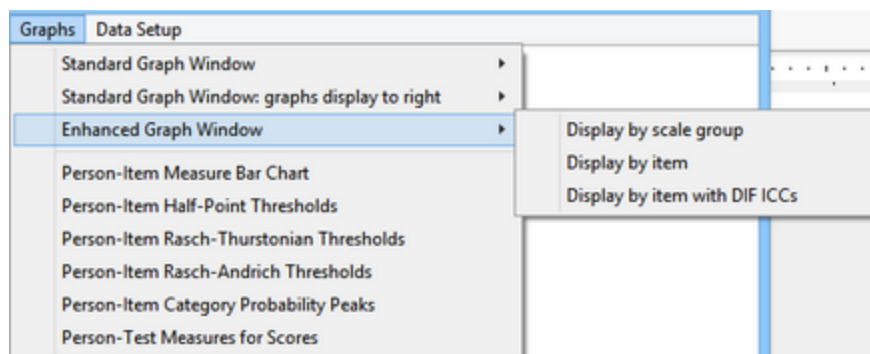 Graphs Data Setup
Standard Graph Window
Standard Graph Window: graphs display to right
Enhanced Graph Window
Display by scale group
Display by item
Display by item with DIF ICCs
Person-Item Measure Bar Chart
Person-Item Half-Point Thresholds
Person-Item Rasch-Thurstonian Thresholds
Person-Item Rasch-Andrich Thresholds
Person-Item Category Probability Peaks
Person-Test Measures for Scores